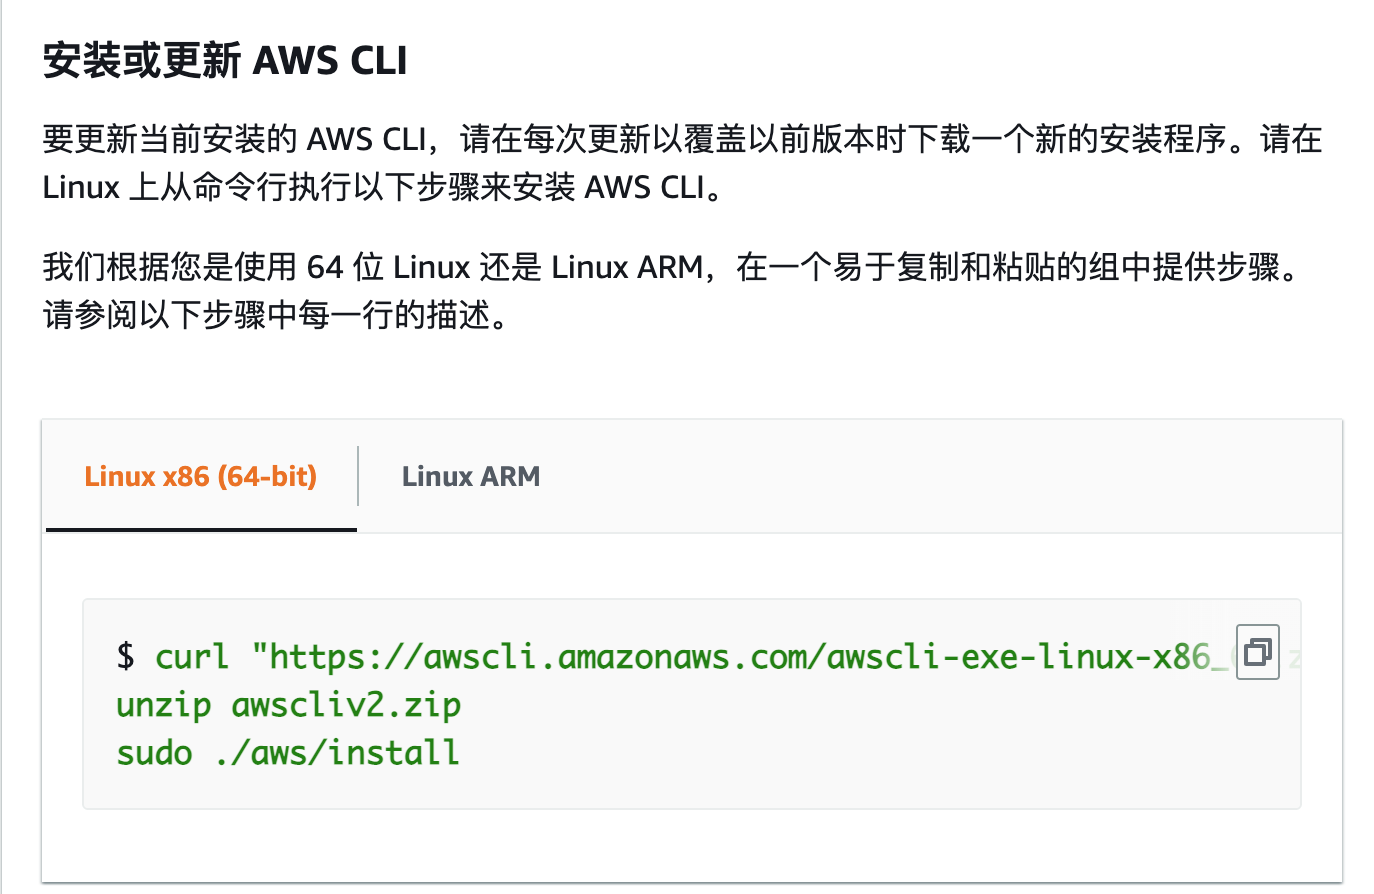 安装或更新 AWS CLI
要更新当前安装的 AWS CLI，请在每次更新以覆盖以前版本时下载一个新的安装程序。请在
Linux 上从命令行执行以下步骤来安装 AWS CLI。
我们根据您是使用 64 位 Linux 还是 Linux ARM，在一个易于复制和粘贴的组中提供步骤。
请参阅以下步骤中每一行的描述。
Linux x86 (64-bit)
Linux ARM
$ curl "https://awscli.amazonaws.com/awscli-exe-linux-x86_
unzip awscliv2.zip
sudo ./aws/install